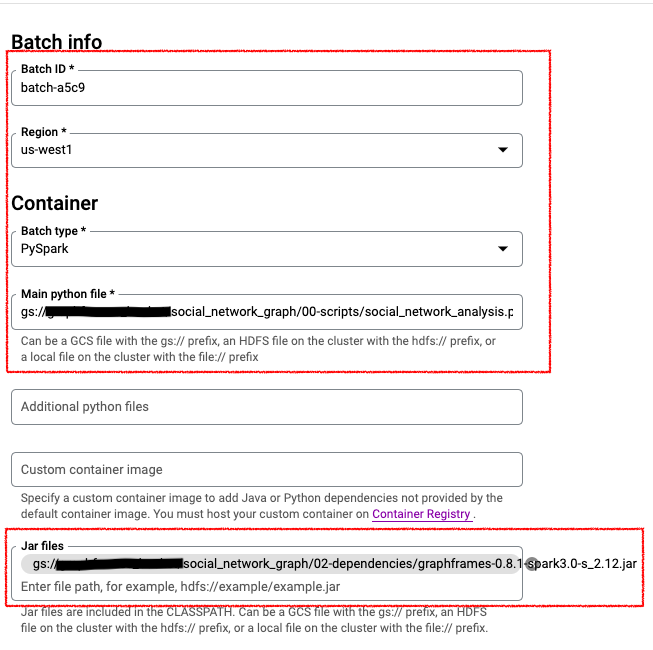 Batch info
Batch ID *
batch-a5c9
Region *
us-west1
Container
Batch type *
PySpark
Main python file *
gs:// social_network_graph/00-scripts/social_network_analysis.p
Can be a GCS file with the gs:// prefix, an HDFS file on the cluster with the hdfs:// prefix, or
a local file on the cluster with the file:// prefix
Additional python files
Custom container image
Specify a custom container image to add Java or Python dependencies not provided by the
default container image. You must host your custom container on Container Registry .
Jar files
gs:// social_network_graph/02-dependencies/graphframes-0.8.1-spark3.0-s_2.12.jar
Enter file path, for example, hdfs://example/example.jar
Jar files are included in the CLASSPATH. Can be a GCS file with the gs:// prefix, an HDFS
file on the cluster with the hdfs:// prefix, or a local file on the cluster with the file:// prefix.